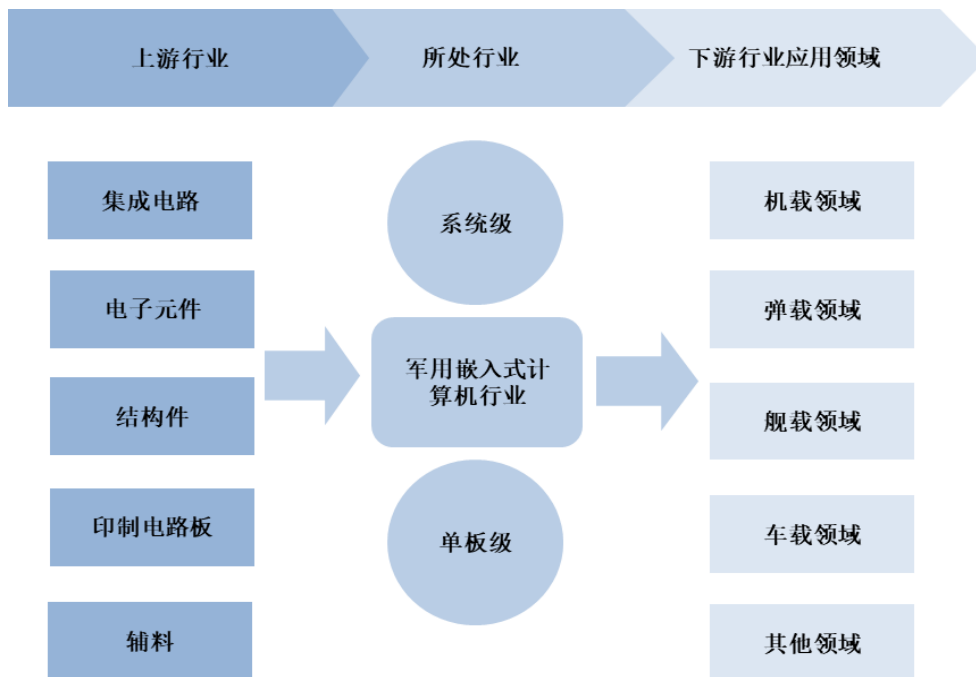 上游行业
所处行业
下游行业应用领域
集成电路
电子元件
结构件
印制电路板
辅料
系统级
军用嵌入式计
算机行业
单板级
机载领域
弹载领域
舰载领域
车载领域
其他领域